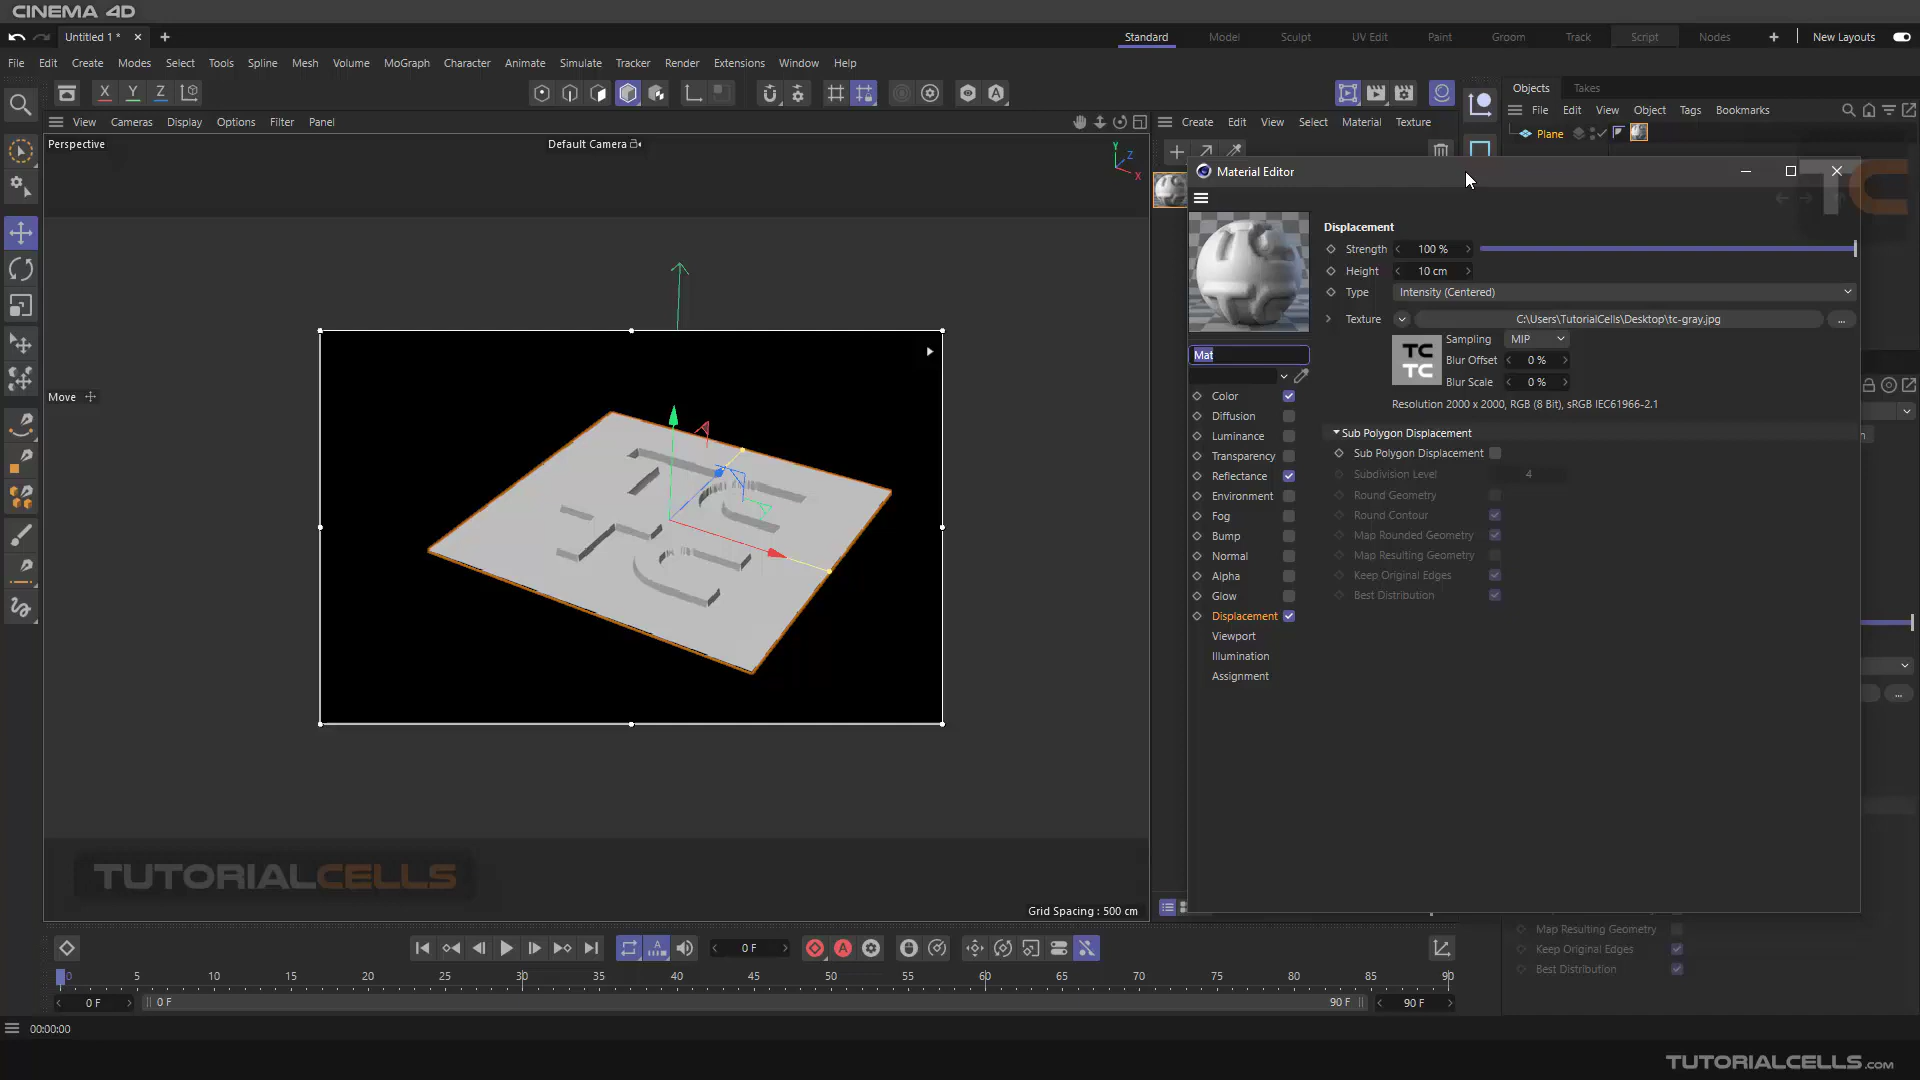 CINEMA 4D
Untitled 1 *
Standard Model Sculpt UV Edit Paint Groom Track Script Nodes New Layouts
File Edit Create Modes Select Tools Spline Mesh Volume MoGraph Character Animate Simulate Tracker Render Extensions Window Help
X Y Z
Objects Takes
File Edit View Object Tags Bookmarks
View Cameras Display Options Filter Panel
Create Edit View Select Material Texture
Perspective
Default Camera
Plane
Y
Z
X
Material Editor
TC
Displacement
Strength 100 %
Height 10 cm
Type Intensity (Centered)
Texture C:\Users\TutorialCells\Desktop\tc-gray.jpg ...
Sampling MIP
TC
TC
Blur Offset 0 %
Blur Scale 0 %
Resolution 2000 x 2000, RGB (8 Bit), sRGB IEC61966-2.1
Mat
Move
Color
Diffusion
Luminance
Transparency
Reflectance
Environment
Fog
Bump
Normal
Alpha
Glow
Displacement
Viewport
Illumination
Assignment
Sub Polygon Displacement
Sub Polygon Displacement
Subdivision Level 4
Round Geometry
Round Contour
Map Rounded Geometry
Map Resulting Geometry
Keep Original Edges
Best Distribution
TC
TC
...
TUTORIALCELLS
Grid Spacing : 500 cm
Map Resulting Geometry
Keep Original Edges
Best Distribution
0 F
0 5 10 15 20 25 30 35 40 45 50 55 60 65 70 75 80 85 90
0 F 0 F 90 F 90 F
00:00:00
TUTORIALCELLS.COM